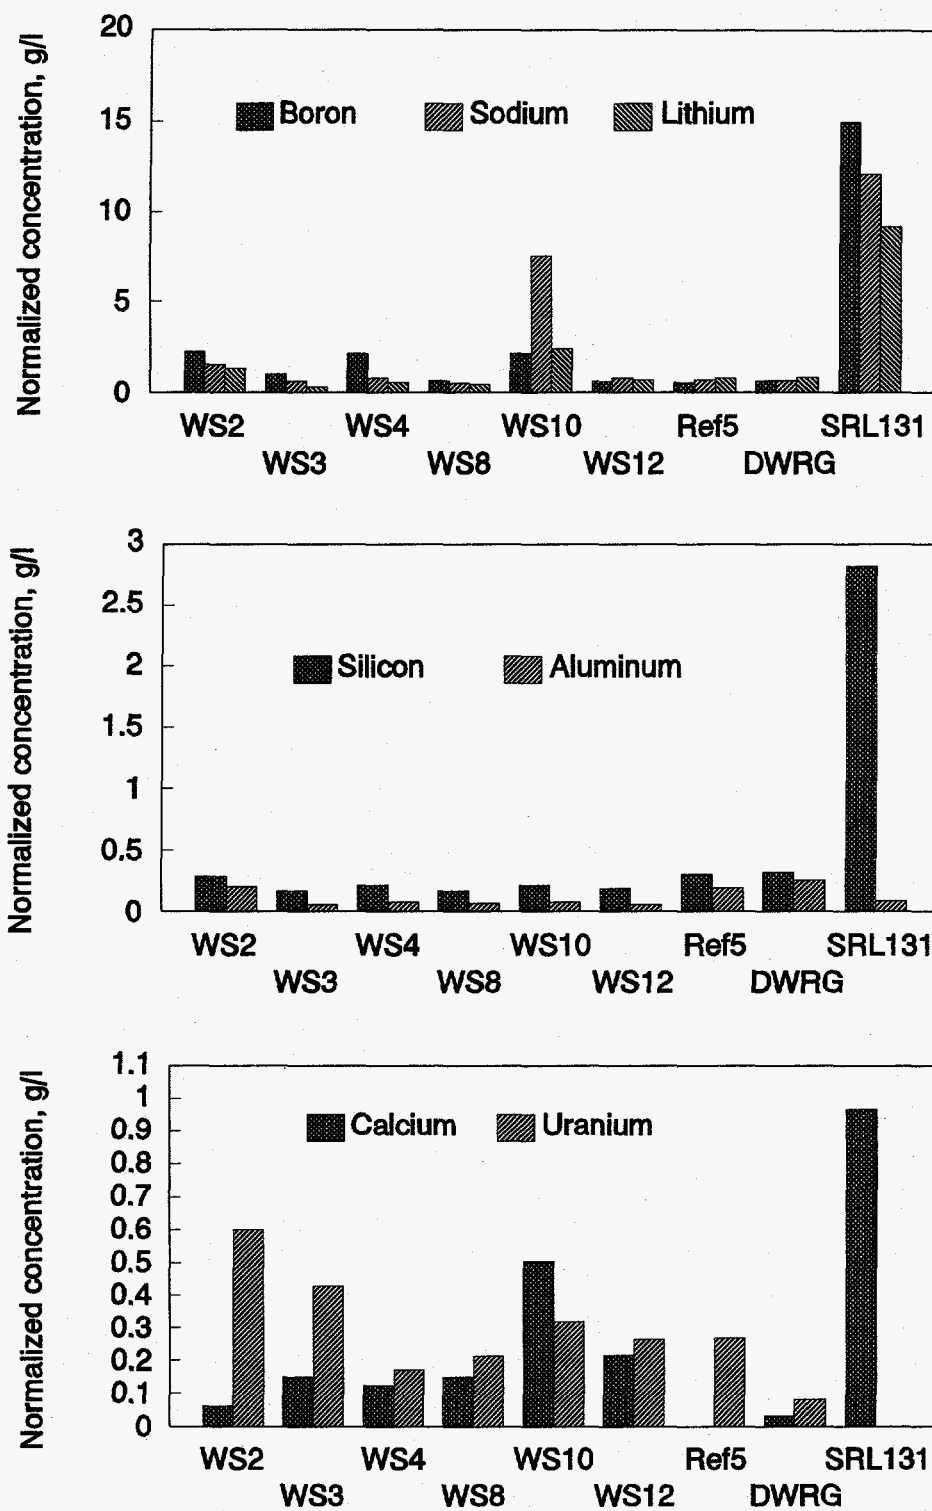 Normalized concentration, g/l
20
15
10
5
0
Boron Sodium Lithium
WS2 WS4 WS10 Ref5 SRL131
WS3 WS8 WS12 DWRG
Normalized concentration, g/l
3
2.5
2
1.5
1
0.5
0
Silicon Aluminum
WS2 WS4 WS10 Ref5 SRL131
WS3 WS8 WS12 DWRG
Normalized concentration, g/l
1.1
1
0.9
0.8
0.7
0.6
0.5
0.4
0.3
0.2
0.1
0
Calcium Uranium
WS2 WS4 WS10 Ref5 SRL131
WS3 WS8 WS12 DWRG